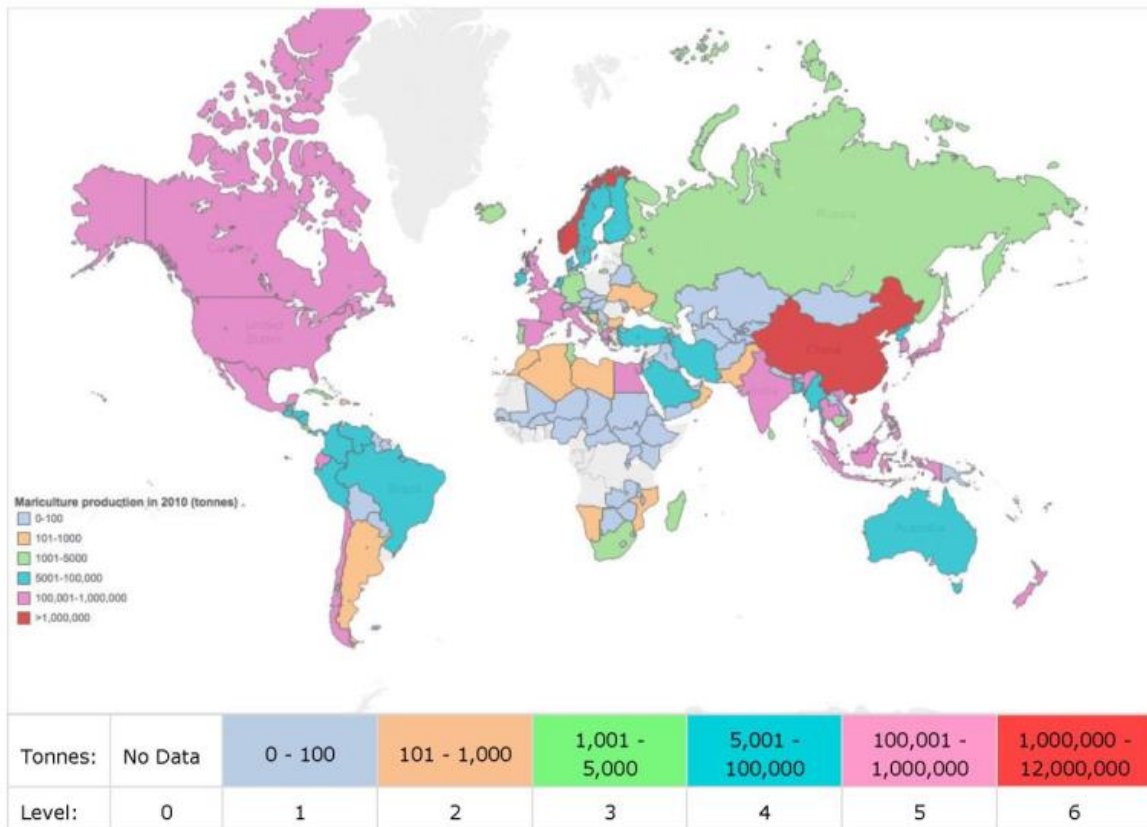 Russia
China
Brazil
Australia
Mariculture production in 2010 (tonnes) .
0-100
101-1000
1001-5000
5001-100,000
100,001-1,000,000
>1,000,000
Tonnes: No Data 0 - 100 101 - 1,000 1,001 - 5,000 5,001 - 100,000 100,001 - 1,000,000 1,000,000 - 12,000,000
Level: 0 1 2 3 4 5 6